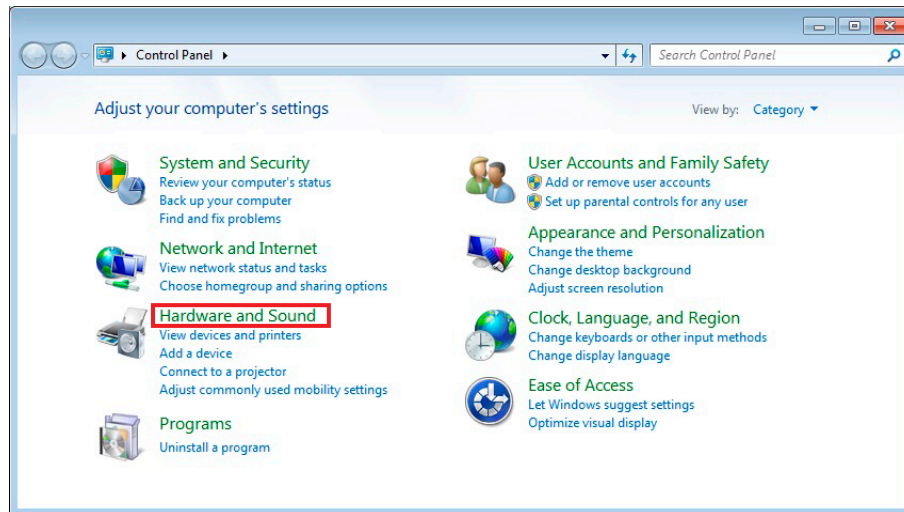 Control Panel
Search Control Panel
Adjust your computer's settings
View by: Category
System and Security
Review your computer's status
Back up your computer
Find and fix problems
Network and Internet
View network status and tasks
Choose homegroup and sharing options
Hardware and Sound
View devices and printers
Add a device
Connect to a projector
Adjust commonly used mobility settings
Programs
Uninstall a program
User Accounts and Family Safety
Add or remove user accounts
Set up parental controls for any user
Appearance and Personalization
Change the theme
Change desktop background
Adjust screen resolution
Clock, Language, and Region
Change keyboards or other input methods
Change display language
Ease of Access
Let Windows suggest settings
Optimize visual display